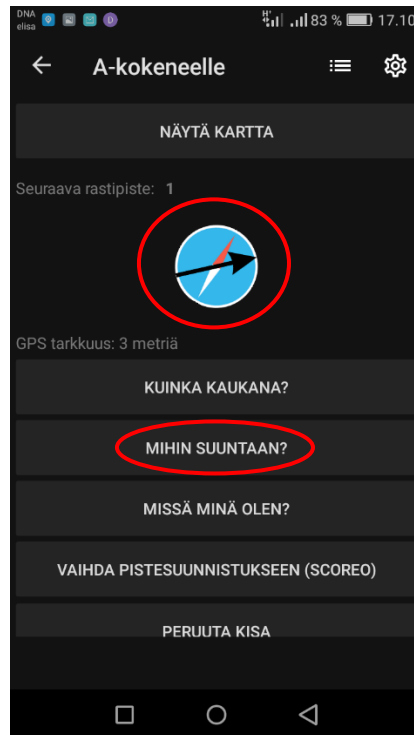 DNA
elisa D H+ 83 % 17.10
A-kokeneelle
NÄYTÄ KARTTA
Seuraava rastipiste: 1
GPS tarkkuus: 3 metriä
KUINKA KAUKANA?
MIHIN SUUNTAAN?
MISSÄ MINÄ OLEN?
VAIHDA PISTESUUNNISTUKSEEN (SCOREO)
PERUUTA KISA